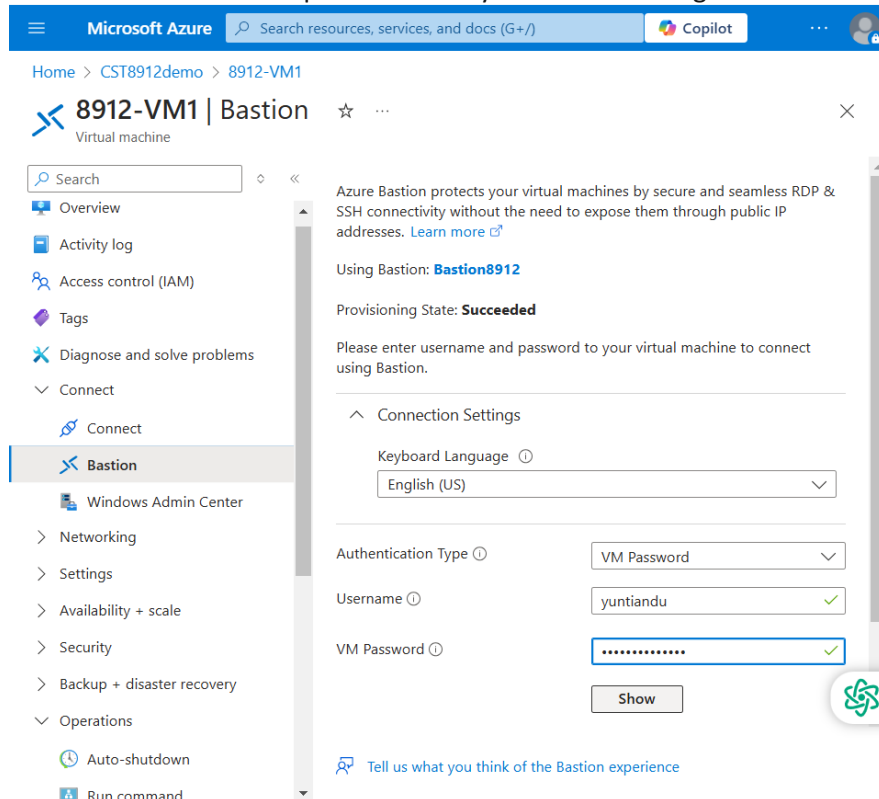 Microsoft Azure
Search resources, services, and docs (G+/)
Copilot
...
Home > CST8912demo > 8912-VM1
8912-VM1 | Bastion
...
Virtual machine
Search
Overview
Activity log
Access control (IAM)
Tags
Diagnose and solve problems
Connect
Connect
Bastion
Windows Admin Center
Networking
Settings
Availability + scale
Security
Backup + disaster recovery
Operations
Auto-shutdown
Run command
Azure Bastion protects your virtual machines by secure and seamless RDP &
SSH connectivity without the need to expose them through public IP
addresses. Learn more
Using Bastion: Bastion8912
Provisioning State: Succeeded
Please enter username and password to your virtual machine to connect
using Bastion.
Connection Settings
Keyboard Language
English (US)
Authentication Type
VM Password
Username
yuntiandu
VM Password
••••••••••••••
Show
Tell us what you think of the Bastion experience